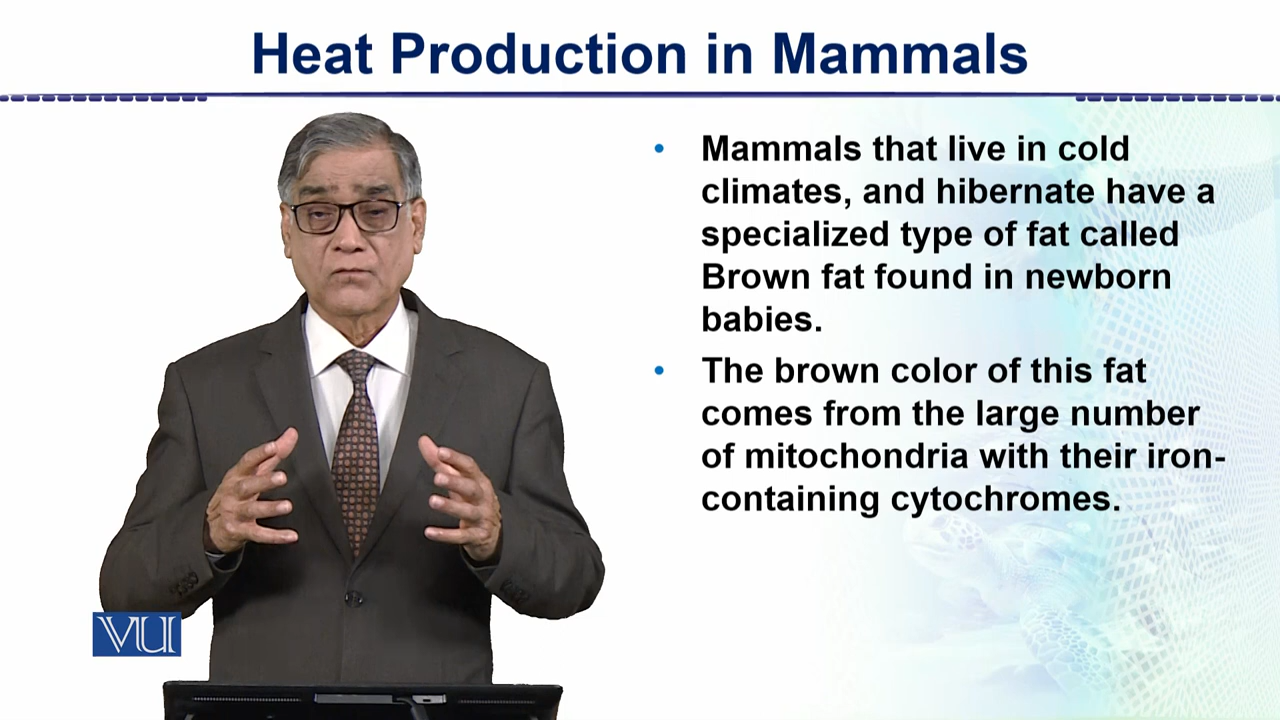 Heat Production in Mammals
• Mammals that live in cold
climates, and hibernate have a
specialized type of fat called
Brown fat found in newborn
babies.
• The brown color of this fat
comes from the large number
of mitochondria with their iron-
containing cytochromes.
VU